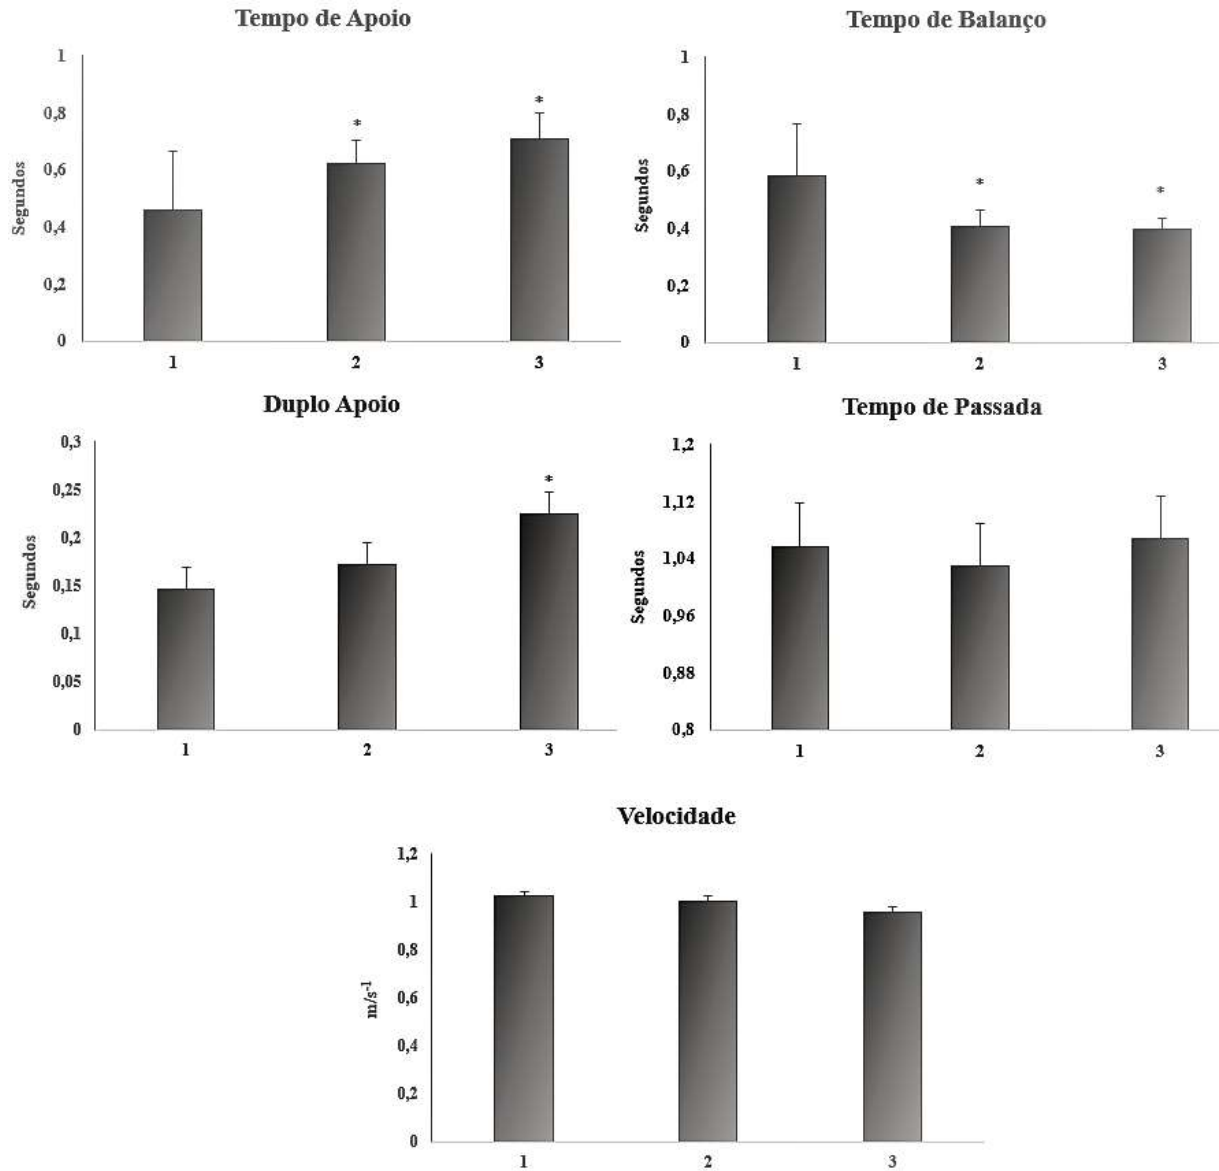 Tempo de Apoio
1
0,8
0,6
0,4
0,2
0
Segundos
*
*
1 2 3
Tempo de Balanço
1
0,8
0,6
0,4
0,2
0
Segundos
*
*
1 2 3
Duplo Apoio
0,3
0,25
0,2
0,15
0,1
0,05
0
Segundos
*
1 2 3
Tempo de Passada
1,2
1,12
1,04
0,96
0,88
0,8
Segundos
1 2 3
Velocidade
1,2
1
0,8
0,6
0,4
0,2
0
m/s⁻¹
1 2 3